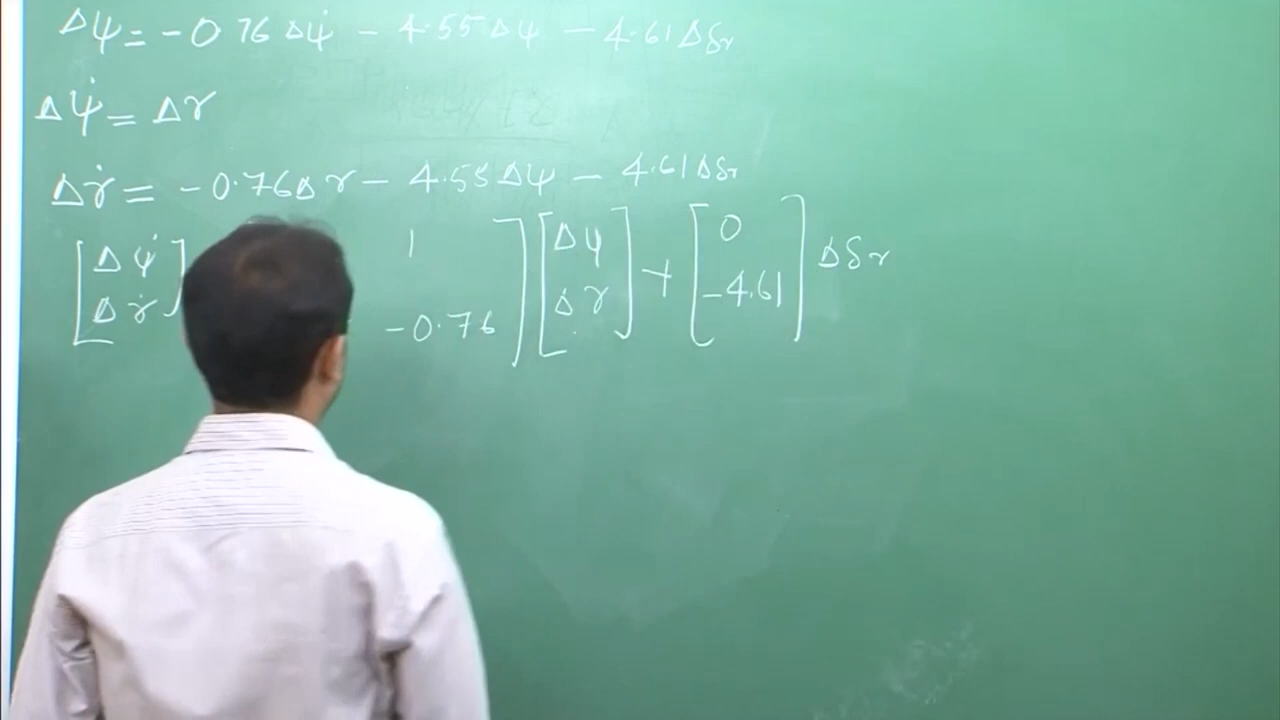 Δψ = -0.76 Δψ̇ - 4.55 Δψ - 4.61 Δδr
Δψ̇ = Δr
Δṙ = -0.76 Δr - 4.55 Δψ - 4.61 Δδr
[Δψ̇ 1 ] [Δψ] + [0
Δṙ] -0.76] [Δr] -4.61] Δδr